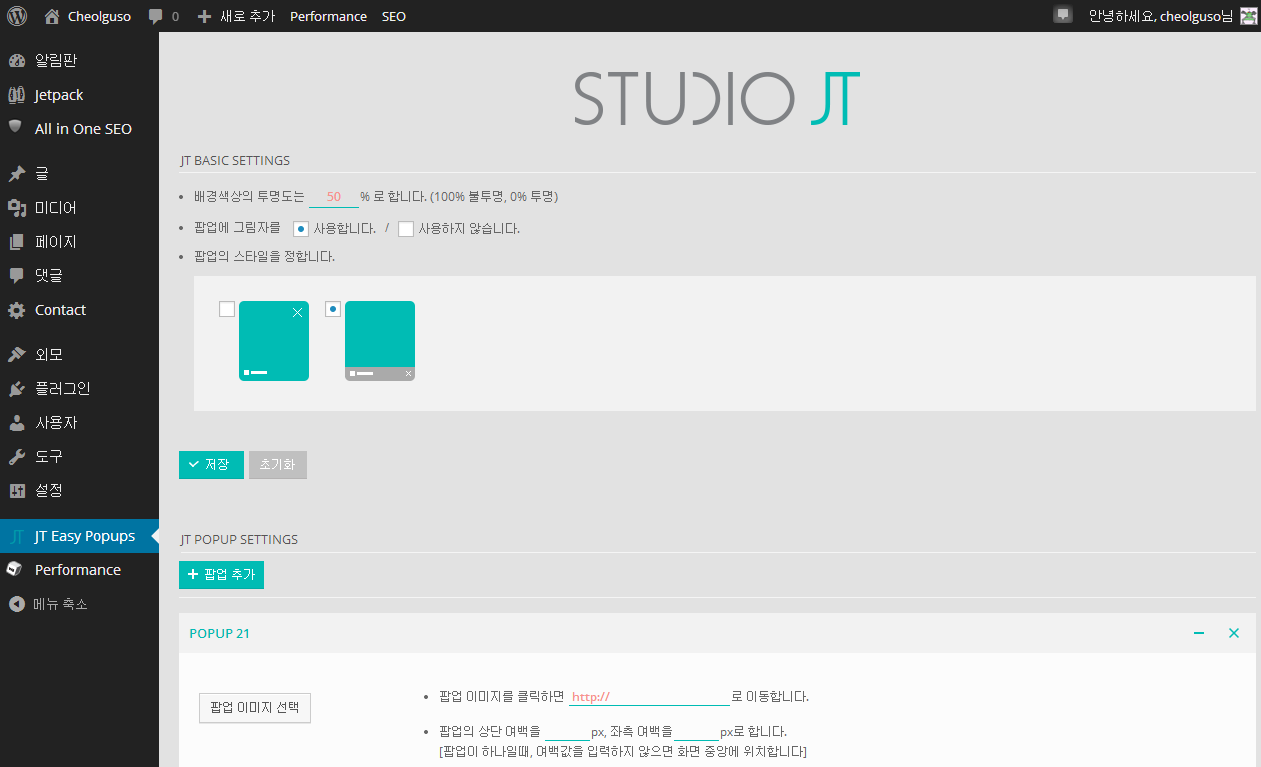 Cheolguso 0 새로 추가 Performance SEO 안녕하세요, cheolguso님
알림판
Jetpack
All in One SEO
글
미디어
페이지
댓글
Contact
외모
플러그인
사용자
도구
설정
JT Easy Popups
Performance
메뉴 축소
STUDIO JT
JT BASIC SETTINGS
• 배경색상의 투명도는 50 % 로 합니다. (100% 불투명, 0% 투명)
• 팝업에 그림자를 사용합니다. / 사용하지 않습니다.
• 팝업의 스타일을 정합니다.
저장 초기화
JT POPUP SETTINGS
+ 팝업 추가
POPUP 21
팝업 이미지 선택
• 팝업 이미지를 클릭하면 http:// 로 이동합니다.
• 팝업의 상단 여백을 px, 좌측 여백을 px로 합니다.
[팝업이 하나일때, 여백값을 입력하지 않으면 화면 중앙에 위치합니다]